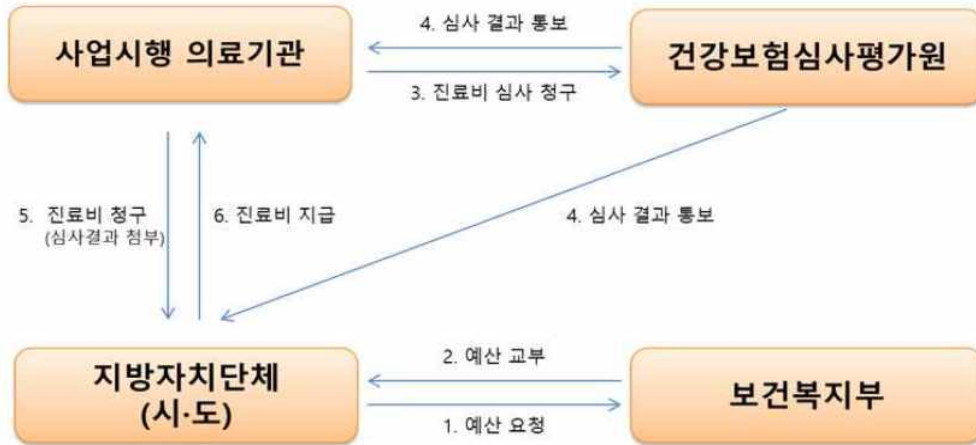 사업시행 의료기관
4. 심사 결과 통보
건강보험심사평가원
3. 진료비 심사 청구
5. 진료비 청구
(심사결과 첨부)
6. 진료비 지급
4. 심사 결과 통보
지방자치단체
(시·도)
2. 예산 교부
보건복지부
1. 예산 요청